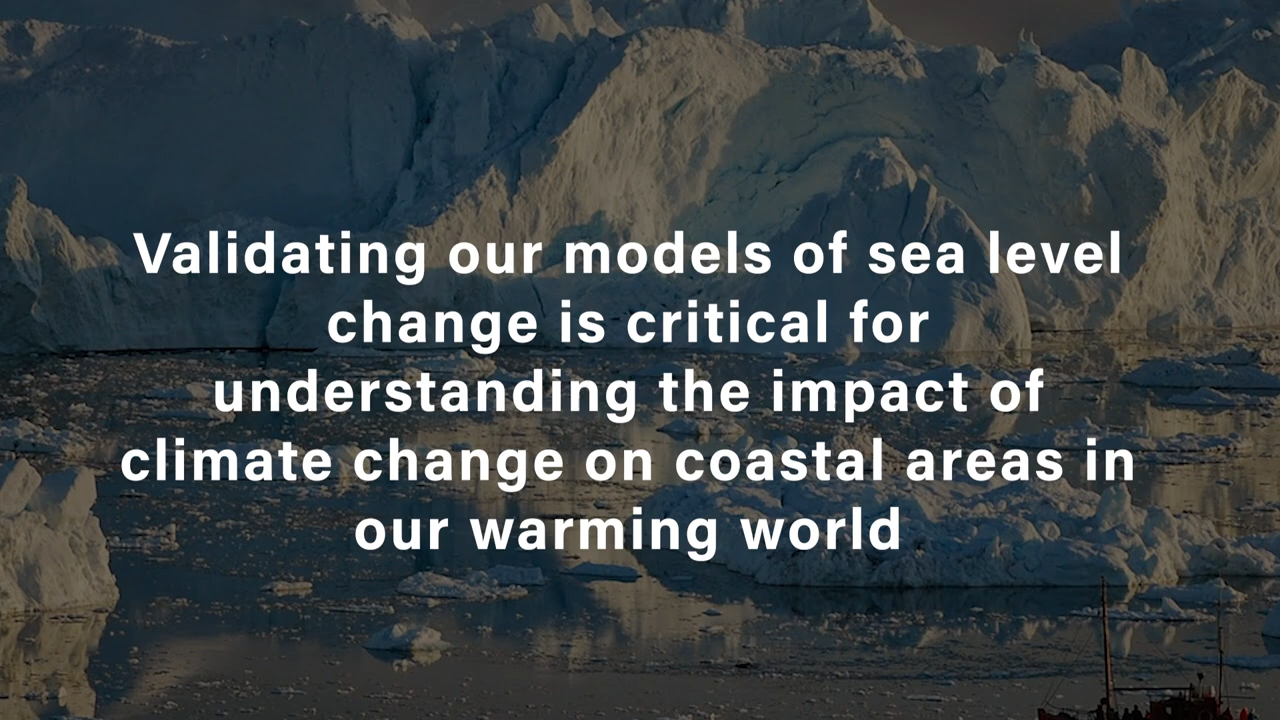 Validating our models of sea level
change is critical for
understanding the impact of
climate change on coastal areas in
our warming world